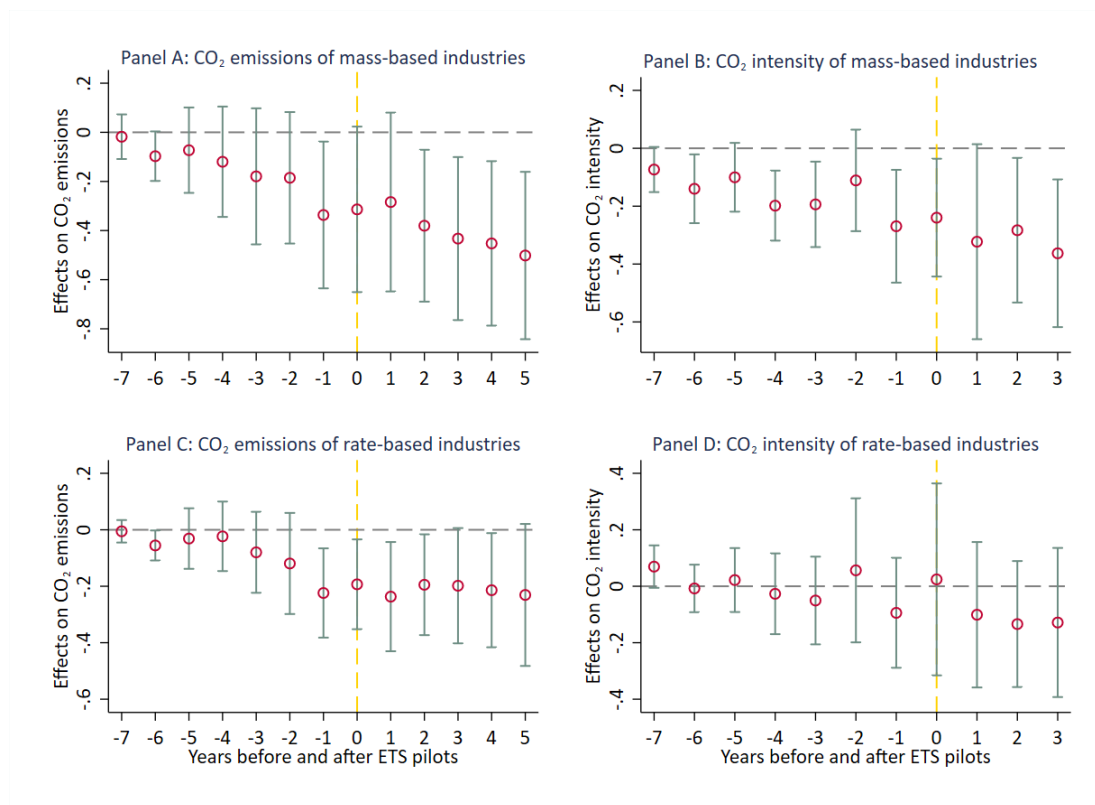 Panel A: CO₂ emissions of mass-based industries
Effects on CO₂ emissions
.2
0
-.2
-.4
-.6
-.8
-7 -6 -5 -4 -3 -2 -1 0 1 2 3 4 5
Panel B: CO₂ intensity of mass-based industries
Effects on CO₂ intensity
.2
0
-.2
-.4
-.6
-7 -6 -5 -4 -3 -2 -1 0 1 2 3
Panel C: CO₂ emissions of rate-based industries
Effects on CO₂ emissions
.2
0
-.2
-.4
-.6
-7 -6 -5 -4 -3 -2 -1 0 1 2 3 4 5
Years before and after ETS pilots
Panel D: CO₂ intensity of rate-based industries
Effects on CO₂ intensity
.4
.2
0
-.2
-.4
-7 -6 -5 -4 -3 -2 -1 0 1 2 3
Years before and after ETS pilots